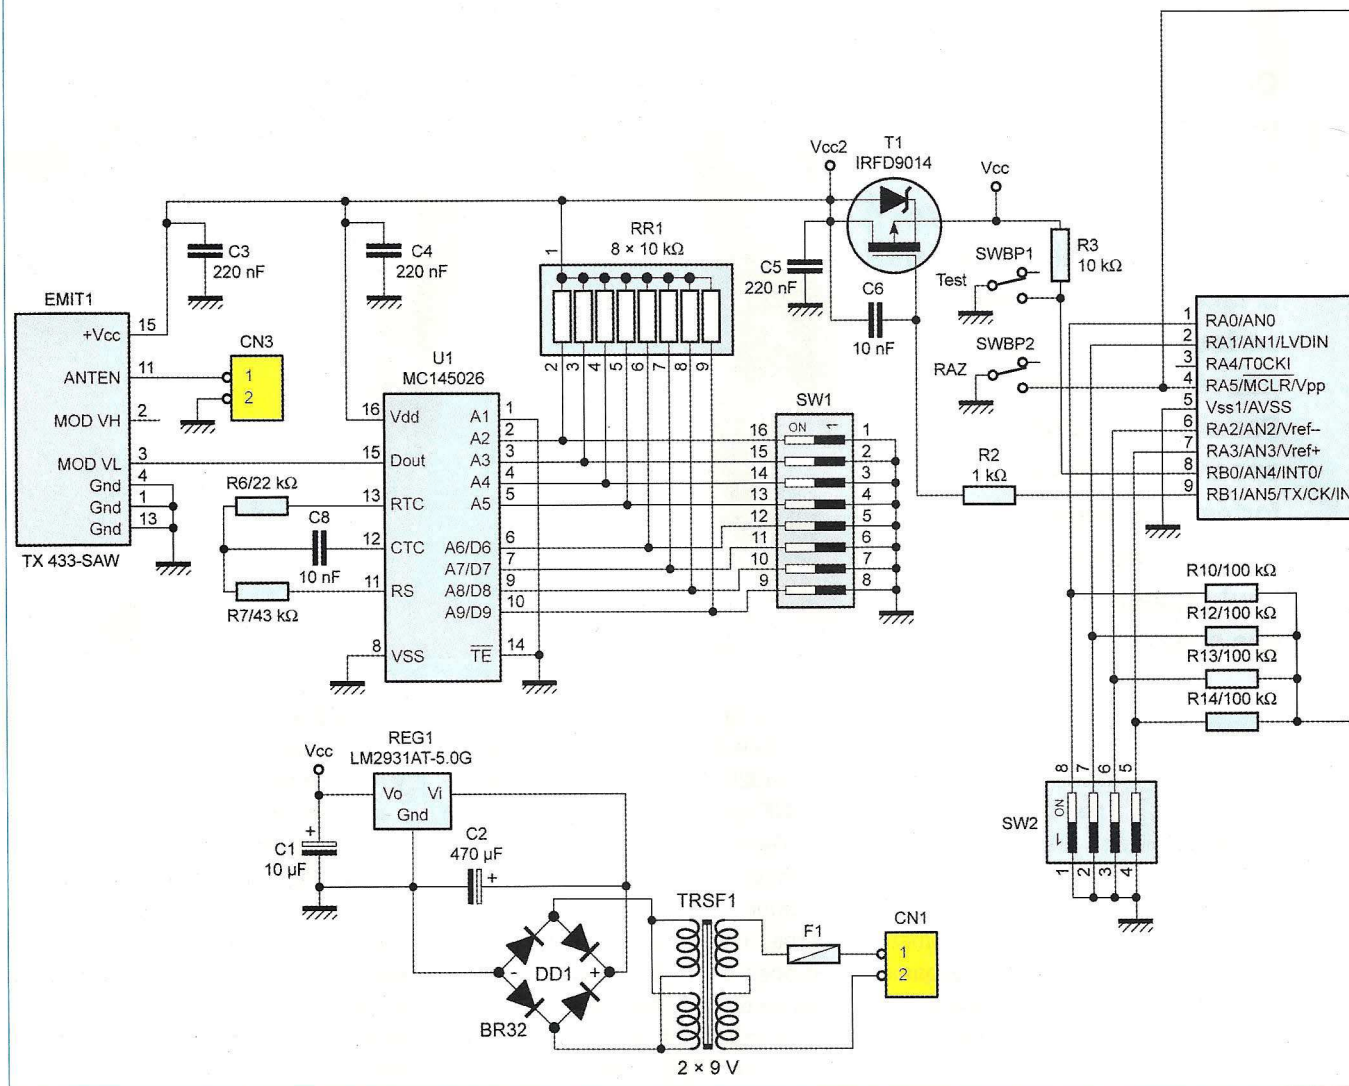 Vcc2
T1
IRFD9014
Vcc
RR1
8 × 10 kΩ
1
2
3
4
5
6
7
8
9
C3
220 nF
C4
220 nF
C5
220 nF
C6
10 nF
SWBP1
Test
R3
10 kΩ
SWBP2
RAZ
EMIT1
+Vcc
ANTEN
MOD VH
MOD VL
Gnd
Gnd
Gnd
15
11
2
3
4
1
13
TX 433-SAW
CN3
1
2
U1
MC145026
16
15
13
12
11
8
Vdd
Dout
RTC
CTC
RS
VSS
A1
A2
A3
A4
A5
A6/D6
A7/D7
A8/D8
A9/D9
TE
1
2
3
4
5
6
7
9
10
14
R6/22 kΩ
C8
10 nF
R7/43 kΩ
SW1
ON
1
16
15
14
13
12
11
10
9
1
2
3
4
5
6
7
8
R2
1 kΩ
1
2
3
4
5
6
7
8
9
RA0/AN0
RA1/AN1/LVDIN
RA4/T0CKI
RA5/MCLR/Vpp
Vss1/AVSS
RA2/AN2/Vref–
RA3/AN3/Vref+
RB0/AN4/INT0/
RB1/AN5/TX/CK/IN
R10/100 kΩ
R12/100 kΩ
R13/100 kΩ
R14/100 kΩ
8
7
6
5
SW2
ON
1
1
2
3
4
Vcc
REG1
LM2931AT-5.0G
Vo
Vi
Gnd
+
C1
10 µF
C2
470 µF
+
-
DD1
+
BR32
TRSF1
2 × 9 V
F1
CN1
1
2